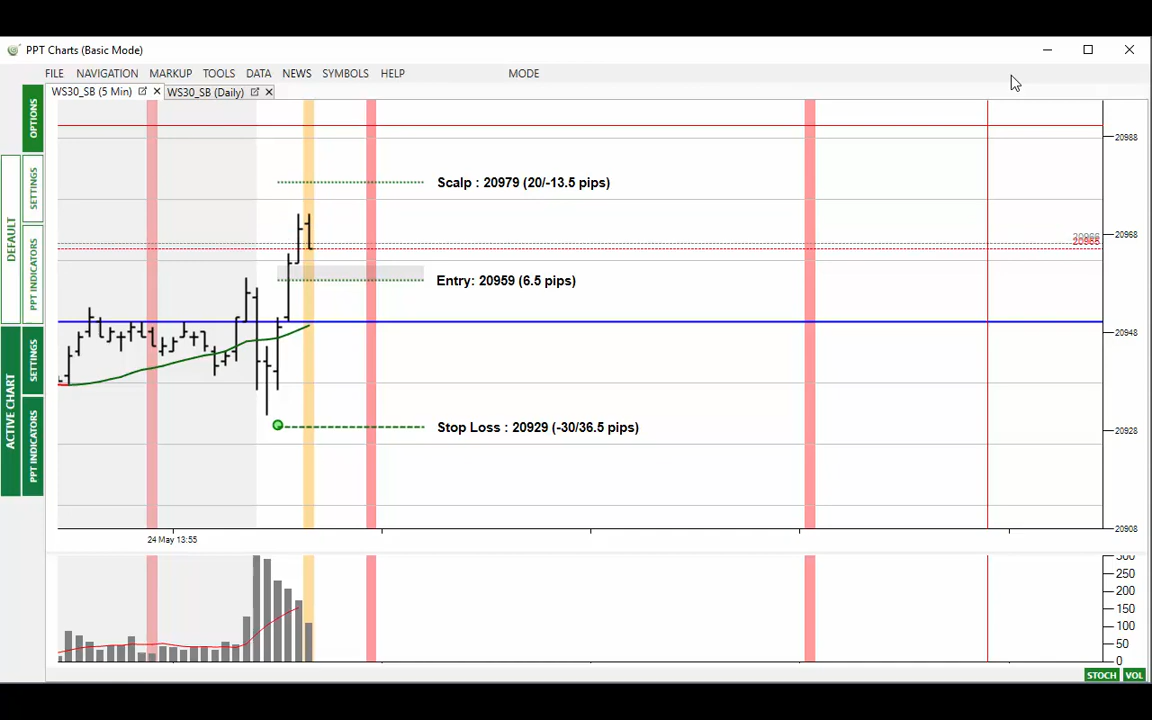 PPT Charts (Basic Mode)
FILE NAVIGATION MARKUP TOOLS DATA NEWS SYMBOLS HELP MODE
WS30_SB (5 Min) WS30_SB (Daily)
OPTIONS
SETTINGS
DEFAULT
PPT INDICATORS
SETTINGS
ACTIVE CHART
PPT INDICATORS
Scalp : 20979 (20/-13.5 pips)
Entry: 20959 (6.5 pips)
Stop Loss : 20929 (-30/36.5 pips)
20988
20968
20965
20948
20928
20908
24 May 13:55
300
250
200
150
100
50
0
STOCH VOL